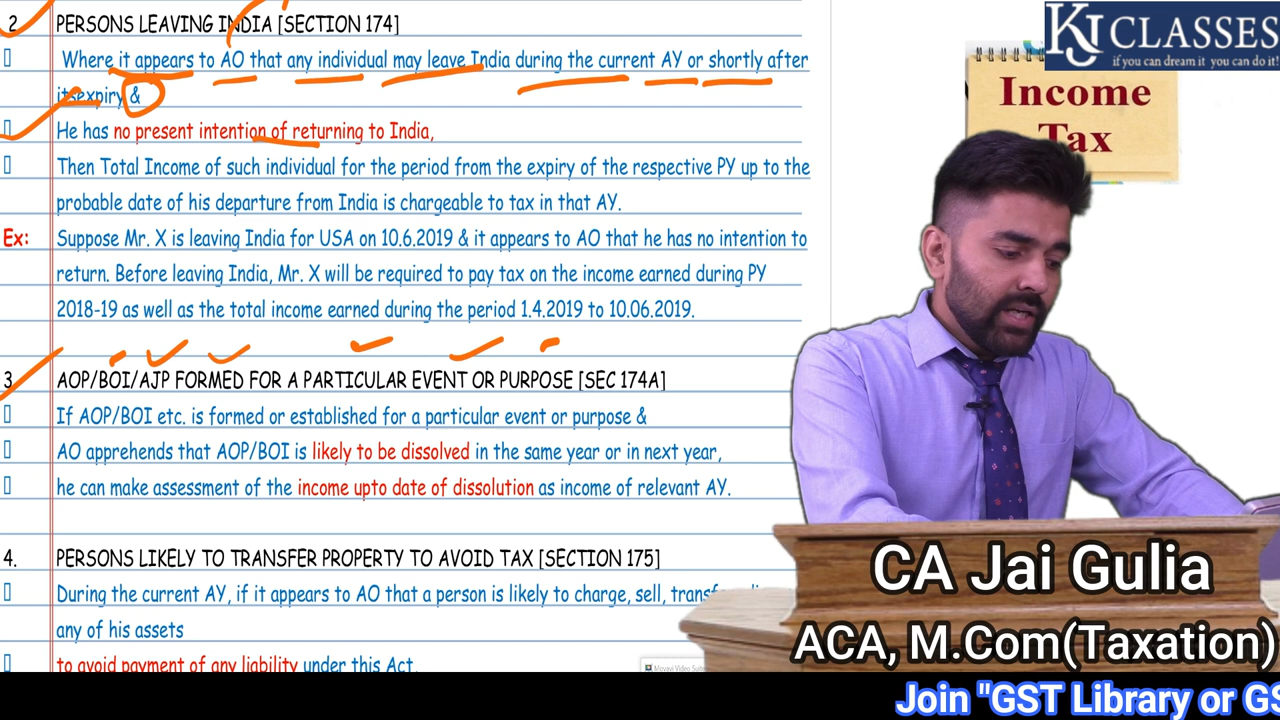 KJ CLASSES
if you can dream it you can do it!
Income
Tax
2 PERSONS LEAVING INDIA [SECTION 174]
Where it appears to AO that any individual may leave India during the current AY or shortly after
itsexpiry &
He has no present intention of returning to India,
Then Total Income of such individual for the period from the expiry of the respective PY up to the
probable date of his departure from India is chargeable to tax in that AY.
Ex: Suppose Mr. X is leaving India for USA on 10.6.2019 & it appears to AO that he has no intention to
return. Before leaving India, Mr. X will be required to pay tax on the income earned during PY
2018-19 as well as the total income earned during the period 1.4.2019 to 10.06.2019.
3 AOP/BOI/AJP FORMED FOR A PARTICULAR EVENT OR PURPOSE [SEC 174A]
If AOP/BOI etc. is formed or established for a particular event or purpose &
AO apprehends that AOP/BOI is likely to be dissolved in the same year or in next year,
he can make assessment of the income upto date of dissolution as income of relevant AY.
4. PERSONS LIKELY TO TRANSFER PROPERTY TO AVOID TAX [SECTION 175]
During the current AY, if it appears to AO that a person is likely to charge, sell,
any of his assets
to avoid payment of any liability under this Act.
Movavi Video
CA Jai Gulia
ACA, M.Com(Taxation)
Join "GST Library or GS